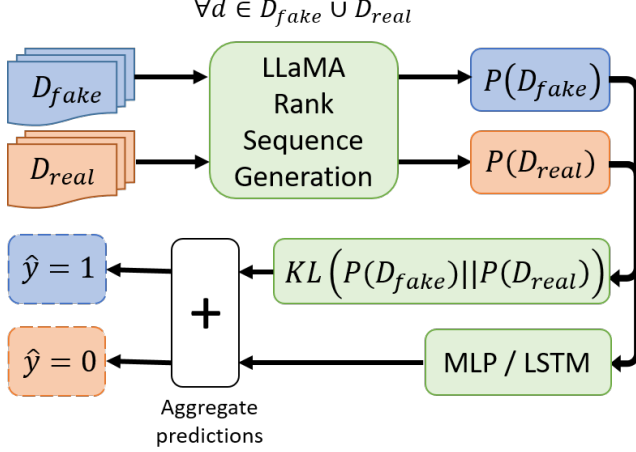 ∀d ∈ D_fake ∪ D_real
D_fake
LLaMA
Rank
Sequence
Generation
P(D_fake)
D_real
P(D_real)
ŷ = 1
+
KL(P(D_fake)||P(D_real))
ŷ = 0
MLP / LSTM
Aggregate
predictions